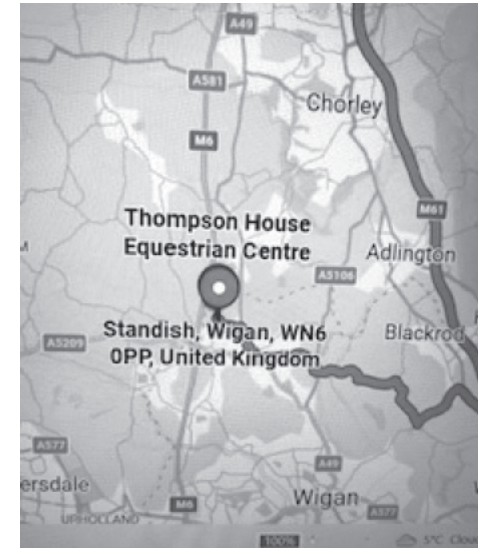 A49
A581
Chorley
M6
M61
Thompson House
Equestrian Centre
Adlington
A5106
Standish, Wigan, WN6
0PP, United Kingdom
Blackrod
A5209
A577
ersdale
A49
Wigan
M6
A577
UPHOLLAND
100%
5°C Clou